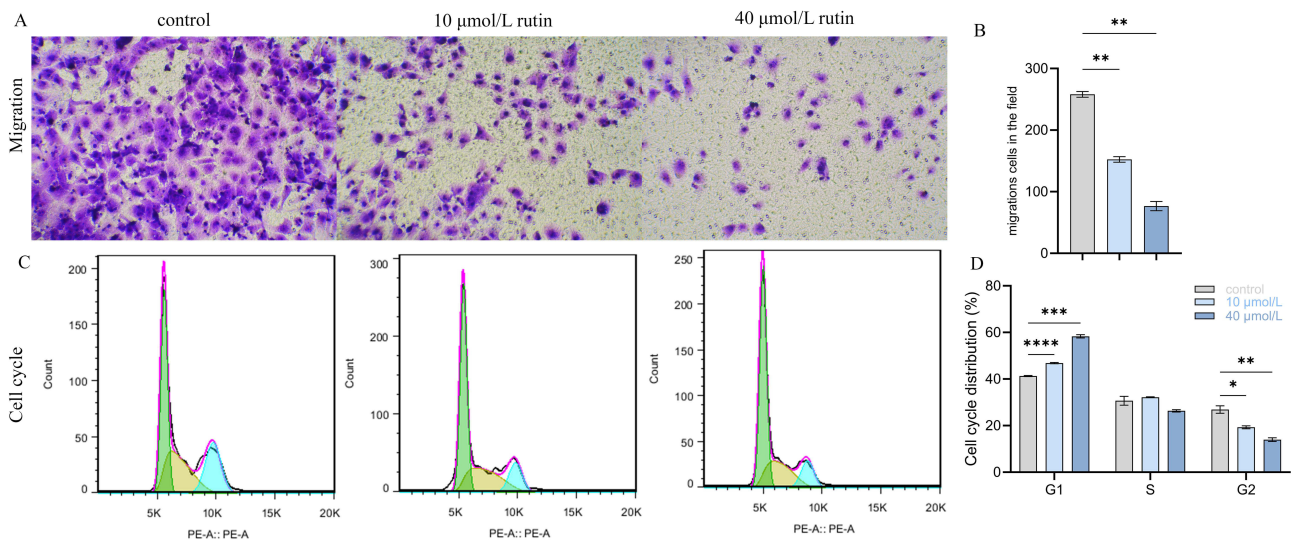 A
control
10 μmol/L rutin
40 μmol/L rutin
Migration
B
**
**
migrations cells in the field
300
200
100
0
C
Cell cycle
Count
200
150
100
50
0
5K
10K
15K
20K
PE-A:: PE-A
Count
300
200
100
0
5K
10K
15K
20K
PE-A:: PE-A
Count
250
200
150
100
50
0
5K
10K
15K
20K
PE-A:: PE-A
D
Cell cycle distribution (%)
80
60
40
20
0
control
10 μmol/L
40 μmol/L
***
****
**
*
G1
S
G2